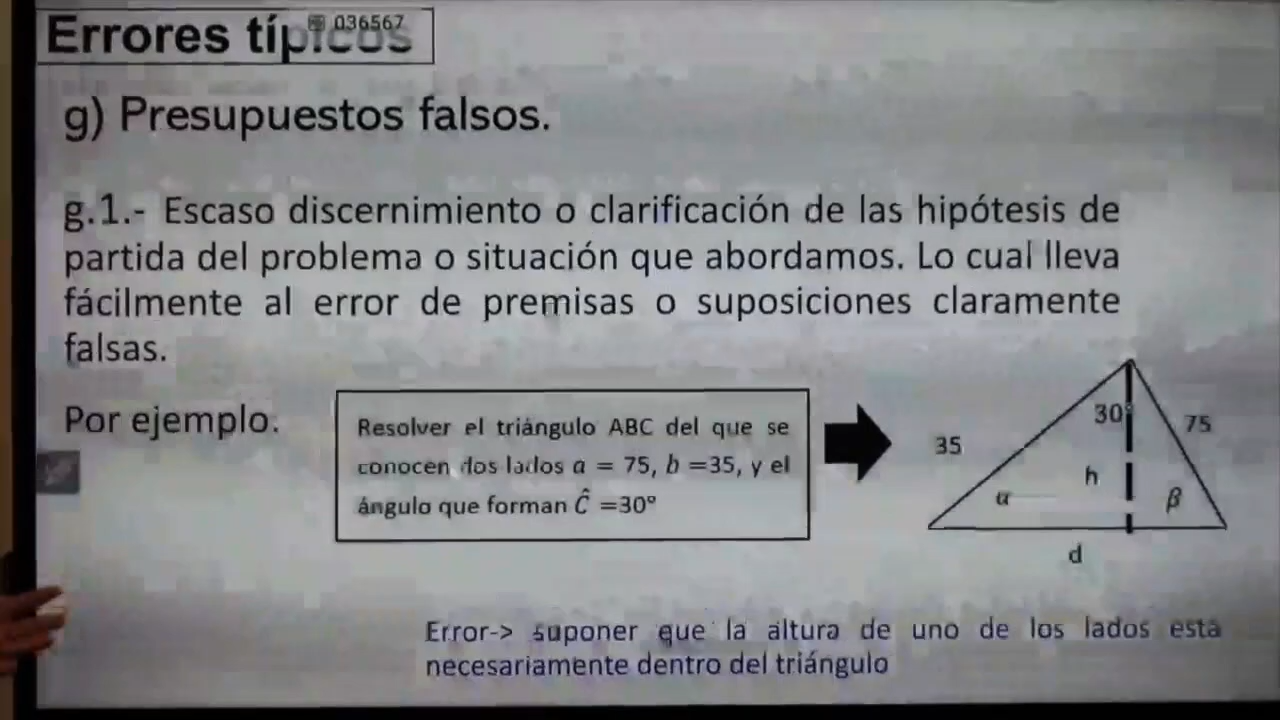 Errores típicos
036567
g) Presupuestos falsos.
g.1.- Escaso discernimiento o clarificación de las hipótesis de
partida del problema o situación que abordamos. Lo cual lleva
fácilmente al error de premisas o suposiciones claramente
falsas.
Por ejemplo:
Resolver el triángulo ABC del que se
conocen dos lados a = 75, b =35, y el
ángulo que forman Ĉ =30°
35
30°
75
h
α
β
d
Error-> suponer que la altura de uno de los lados esta
necesariamente dentro del triángulo